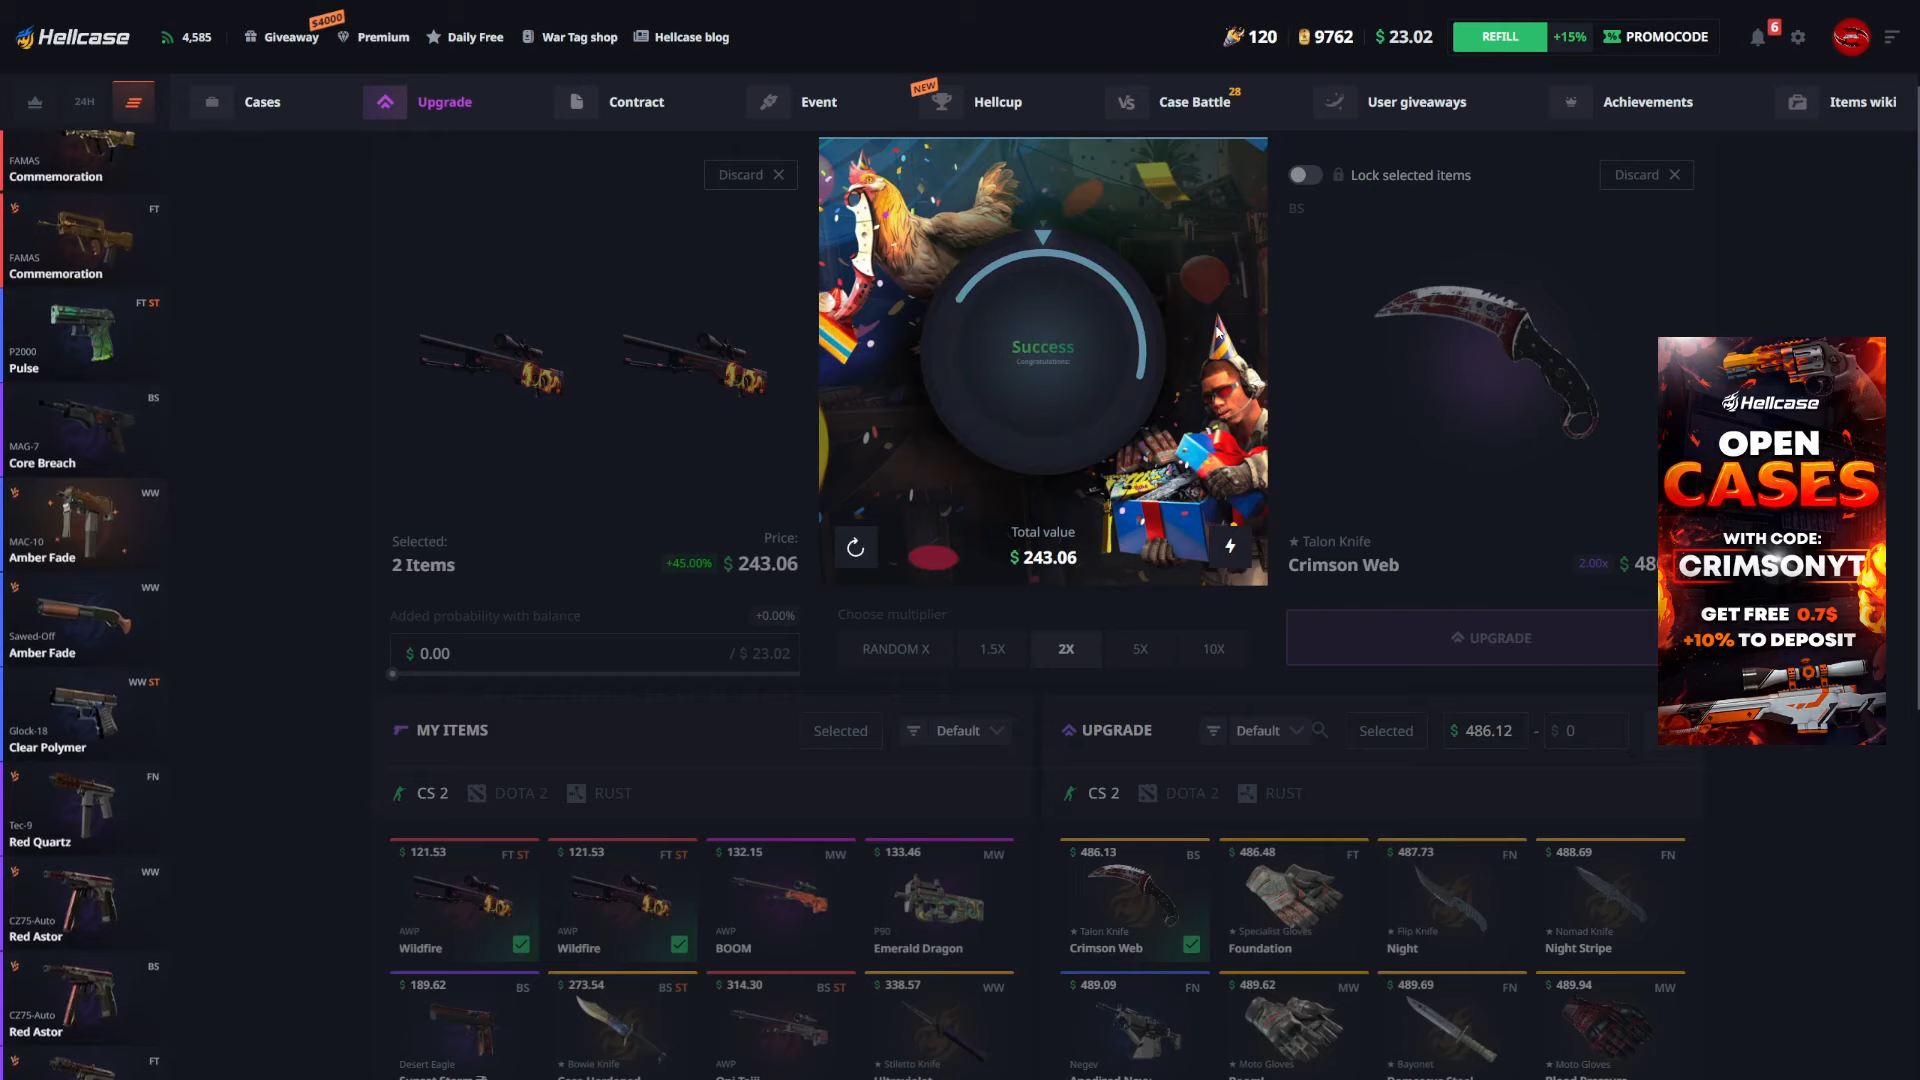 Hellcase
4,585
Giveaway
$4000
Premium
Daily Free
War Tag shop
Hellcase blog
120
9762
$ 23.02
REFILL
+15%
PROMOCODE
6
24H
Cases
Upgrade
Contract
Event
NEW
Hellcup
VS
Case Battle
28
User giveaways
Achievements
Items wiki
FAMAS
Commemoration
FT
FAMAS
Commemoration
FT ST
P2000
Pulse
BS
MAG-7
Core Breach
WW
MAC-10
Amber Fade
WW
Sawed-Off
Amber Fade
WW ST
Glock-18
Clear Polymer
FN
Tec-9
Red Quartz
WW
CZ75-Auto
Red Astor
BS
CZ75-Auto
Red Astor
FT
Discard
Selected:
2 Items
Price:
+45.00%
$ 243.06
Added probability with balance
+0.00%
$ 0.00
/ $ 23.02
Success
Congratulations!
Total value
$ 243.06
Choose multiplier
RANDOM X
1.5X
2X
5X
10X
Lock selected items
Discard
BS
★ Talon Knife
Crimson Web
2.00x
$ 48
UPGRADE
Hellcase
OPEN
CASES
WITH CODE:
CRIMSONYT
GET FREE 0.7$
+10% TO DEPOSIT
MY ITEMS
Selected
Default
CS 2
DOTA 2
RUST
$ 121.53
FT ST
AWP
Wildfire
$ 121.53
FT ST
AWP
Wildfire
$ 132.15
MW
AWP
BOOM
$ 133.46
MW
P90
Emerald Dragon
$ 189.62
BS
Desert Eagle
$ 273.54
BS ST
★ Bowie Knife
$ 314.30
BS ST
AWP
$ 338.57
WW
★ Stiletto Knife
UPGRADE
Default
Selected
$ 486.12
-
$ 0
CS 2
DOTA 2
RUST
$ 486.13
BS
★ Talon Knife
Crimson Web
$ 486.48
FT
★ Specialist Gloves
Foundation
$ 487.73
FN
★ Flip Knife
Night
$ 488.69
FN
★ Nomad Knife
Night Stripe
$ 489.09
FN
Negev
$ 489.62
MW
★ Moto Gloves
$ 489.69
FN
★ Bayonet
$ 489.94
MW
★ Moto Gloves